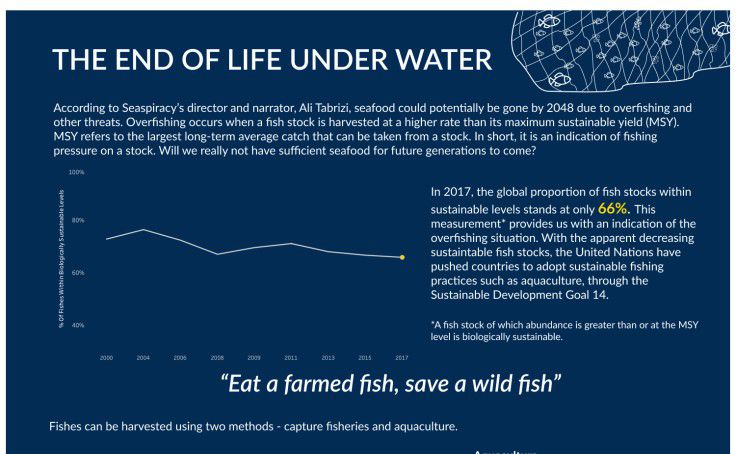 THE END OF LIFE UNDER WATER
According to Seaspiracy's director and narrator, Ali Tabrizi, seafood could potentially be gone by 2048 due to overfishing and
other threats. Overfishing occurs when a fish stock is harvested at a higher rate than its maximum sustainable yield (MSY).
MSY refers to the largest long-term average catch that can be taken from a stock. In short, it is an indication of fishing
pressure on a stock. Will we really not have sufficient seafood for future generations to come?
% Of Fishes Within Biologically Sustainable Levels
100%
80%
60%
40%
2000 2004 2006 2008 2009 2011 2013 2015 2017
In 2017, the global proportion of fish stocks within
sustainable levels stands at only 66%. This
measurement* provides us with an indication of the
overfishing situation. With the apparent decreasing
sustaintable fish stocks, the United Nations have
pushed countries to adopt sustainable fishing
practices such as aquaculture, through the
Sustainable Development Goal 14.
*A fish stock of which abundance is greater than or at the MSY
level is biologically sustainable.
“Eat a farmed fish, save a wild fish”
Fishes can be harvested using two methods - capture fisheries and aquaculture.